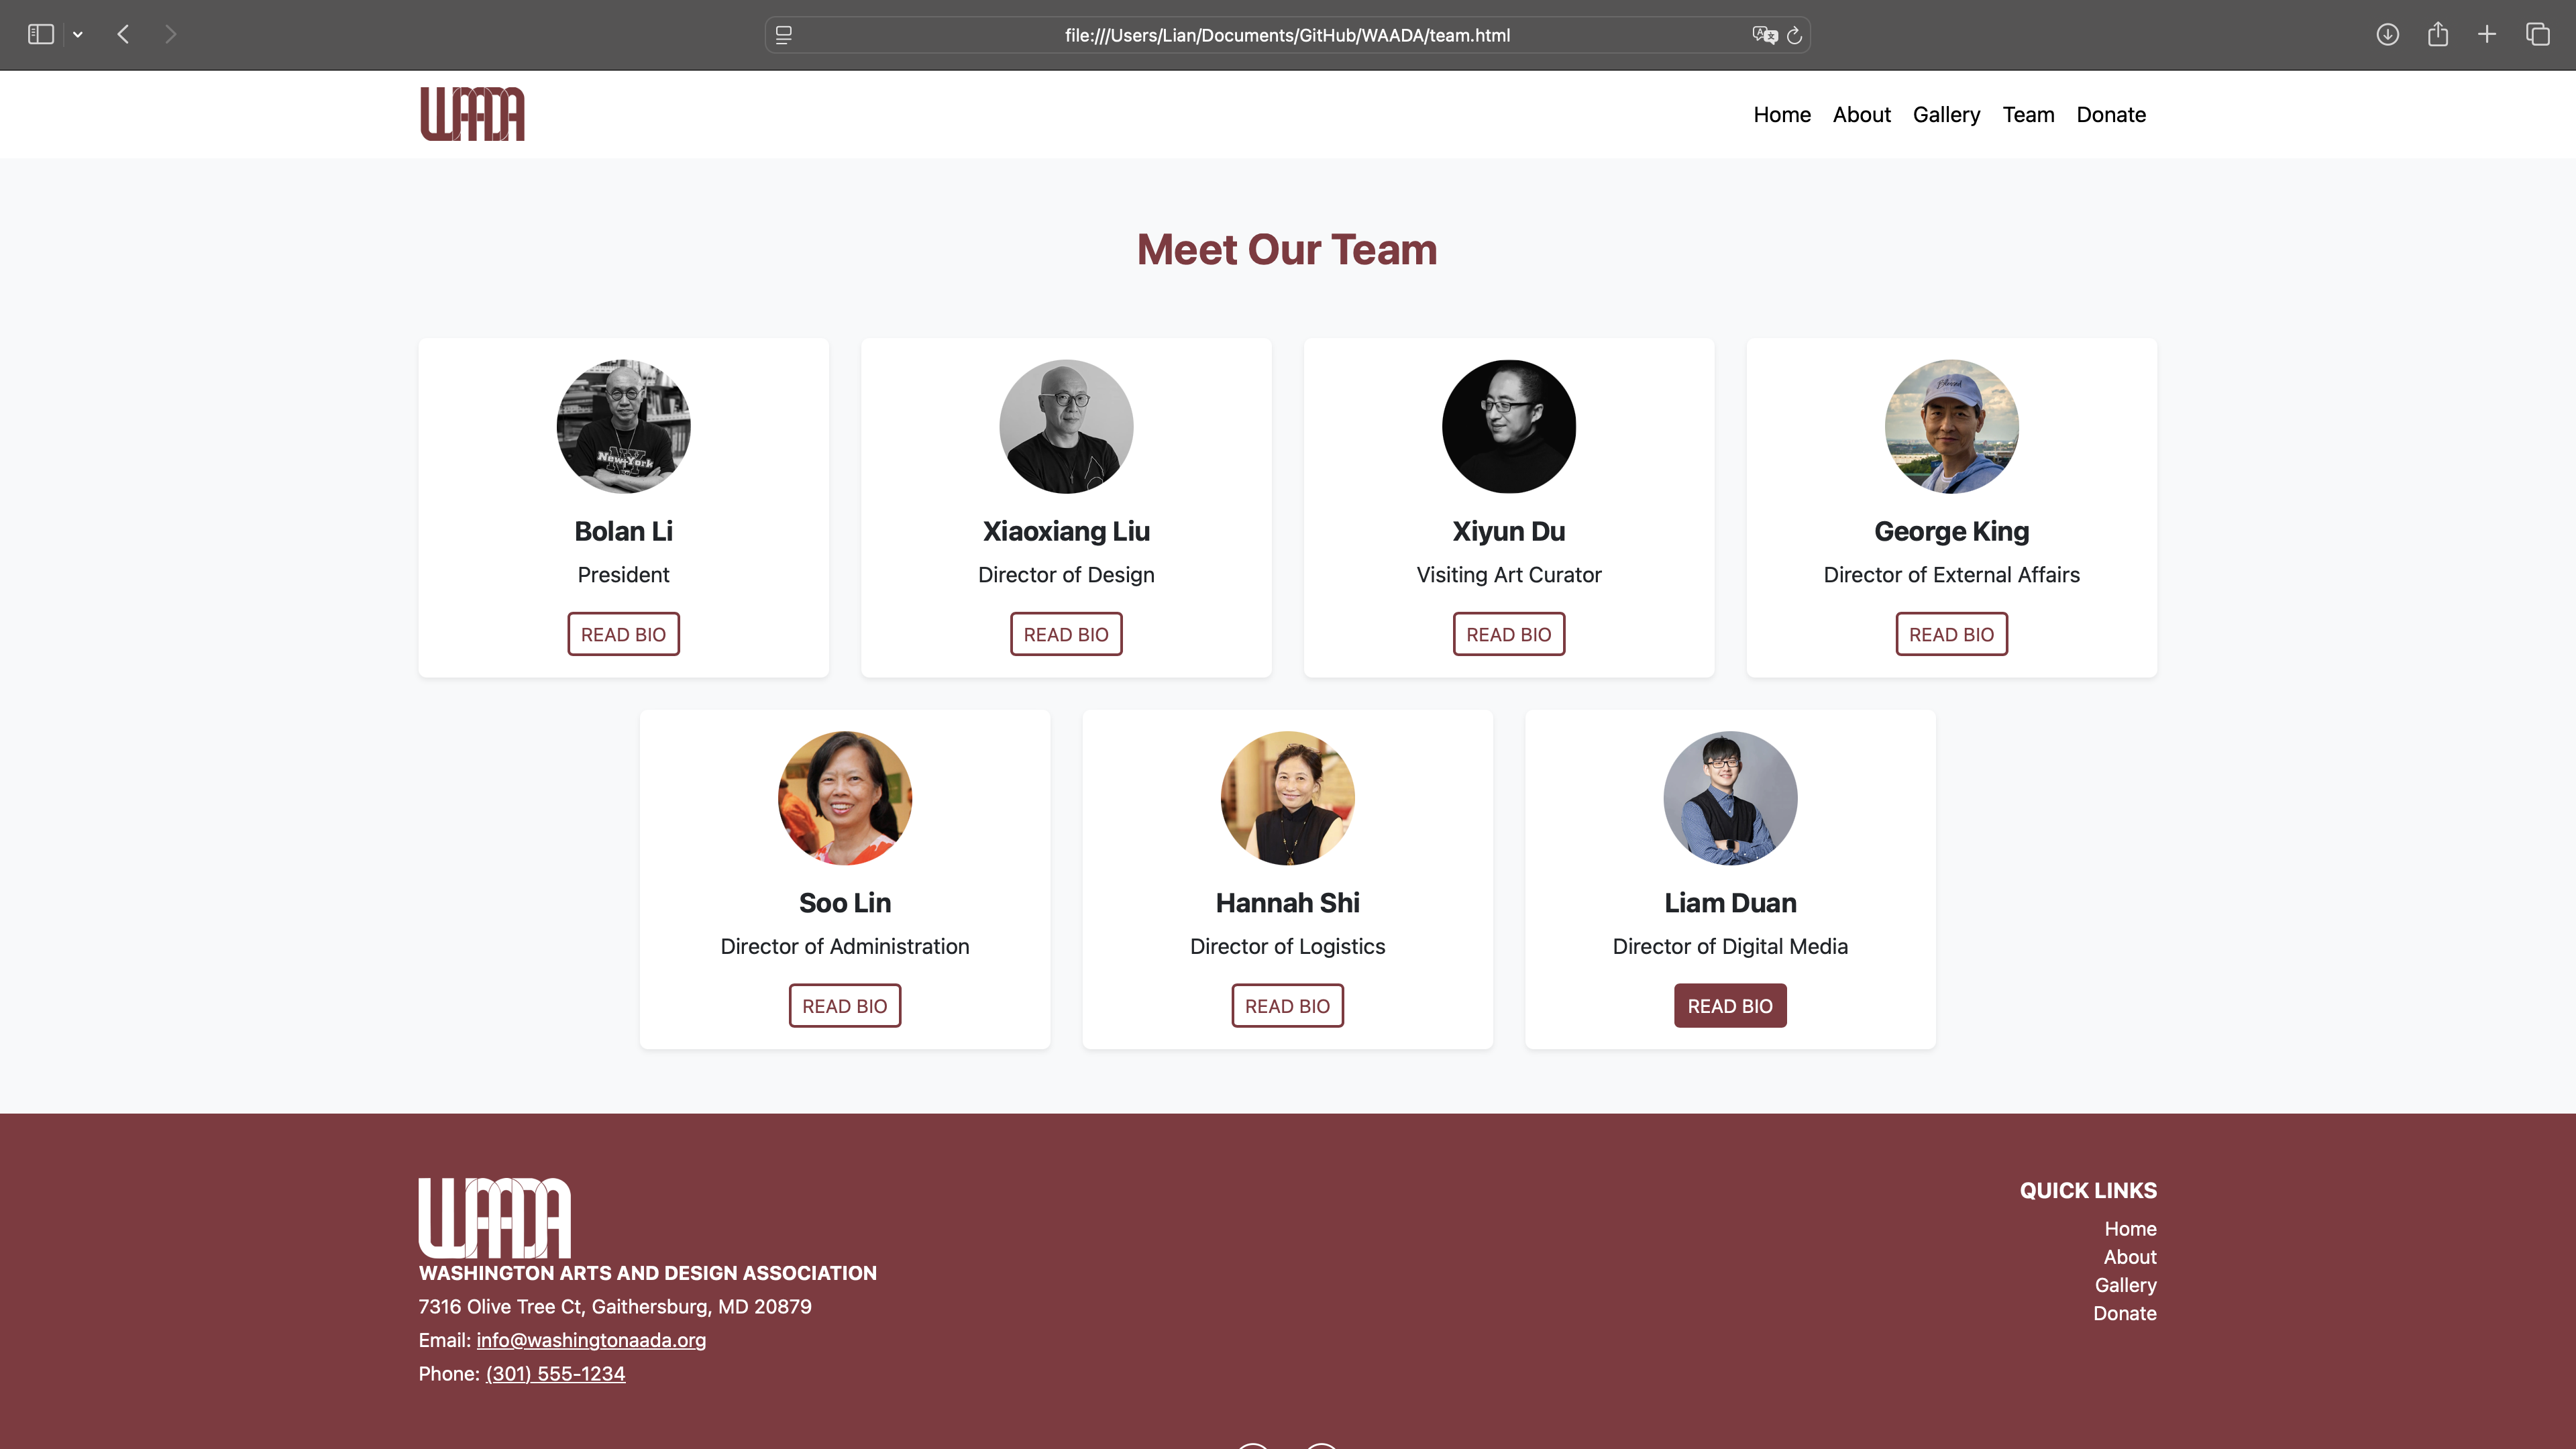 file:///Users/Lian/Documents/GitHub/WAADA/team.html
WAADA
Home About Gallery Team Donate
Meet Our Team
New York
Bolan Li
President
READ BIO
Xiaoxiang Liu
Director of Design
READ BIO
Xiyun Du
Visiting Art Curator
READ BIO
George King
Director of External Affairs
READ BIO
Soo Lin
Director of Administration
READ BIO
Hannah Shi
Director of Logistics
READ BIO
Liam Duan
Director of Digital Media
READ BIO
WAADA
WASHINGTON ARTS AND DESIGN ASSOCIATION
7316 Olive Tree Ct, Gaithersburg, MD 20879
Email: info@washingtonaada.org
Phone: (301) 555-1234
QUICK LINKS
Home
About
Gallery
Donate